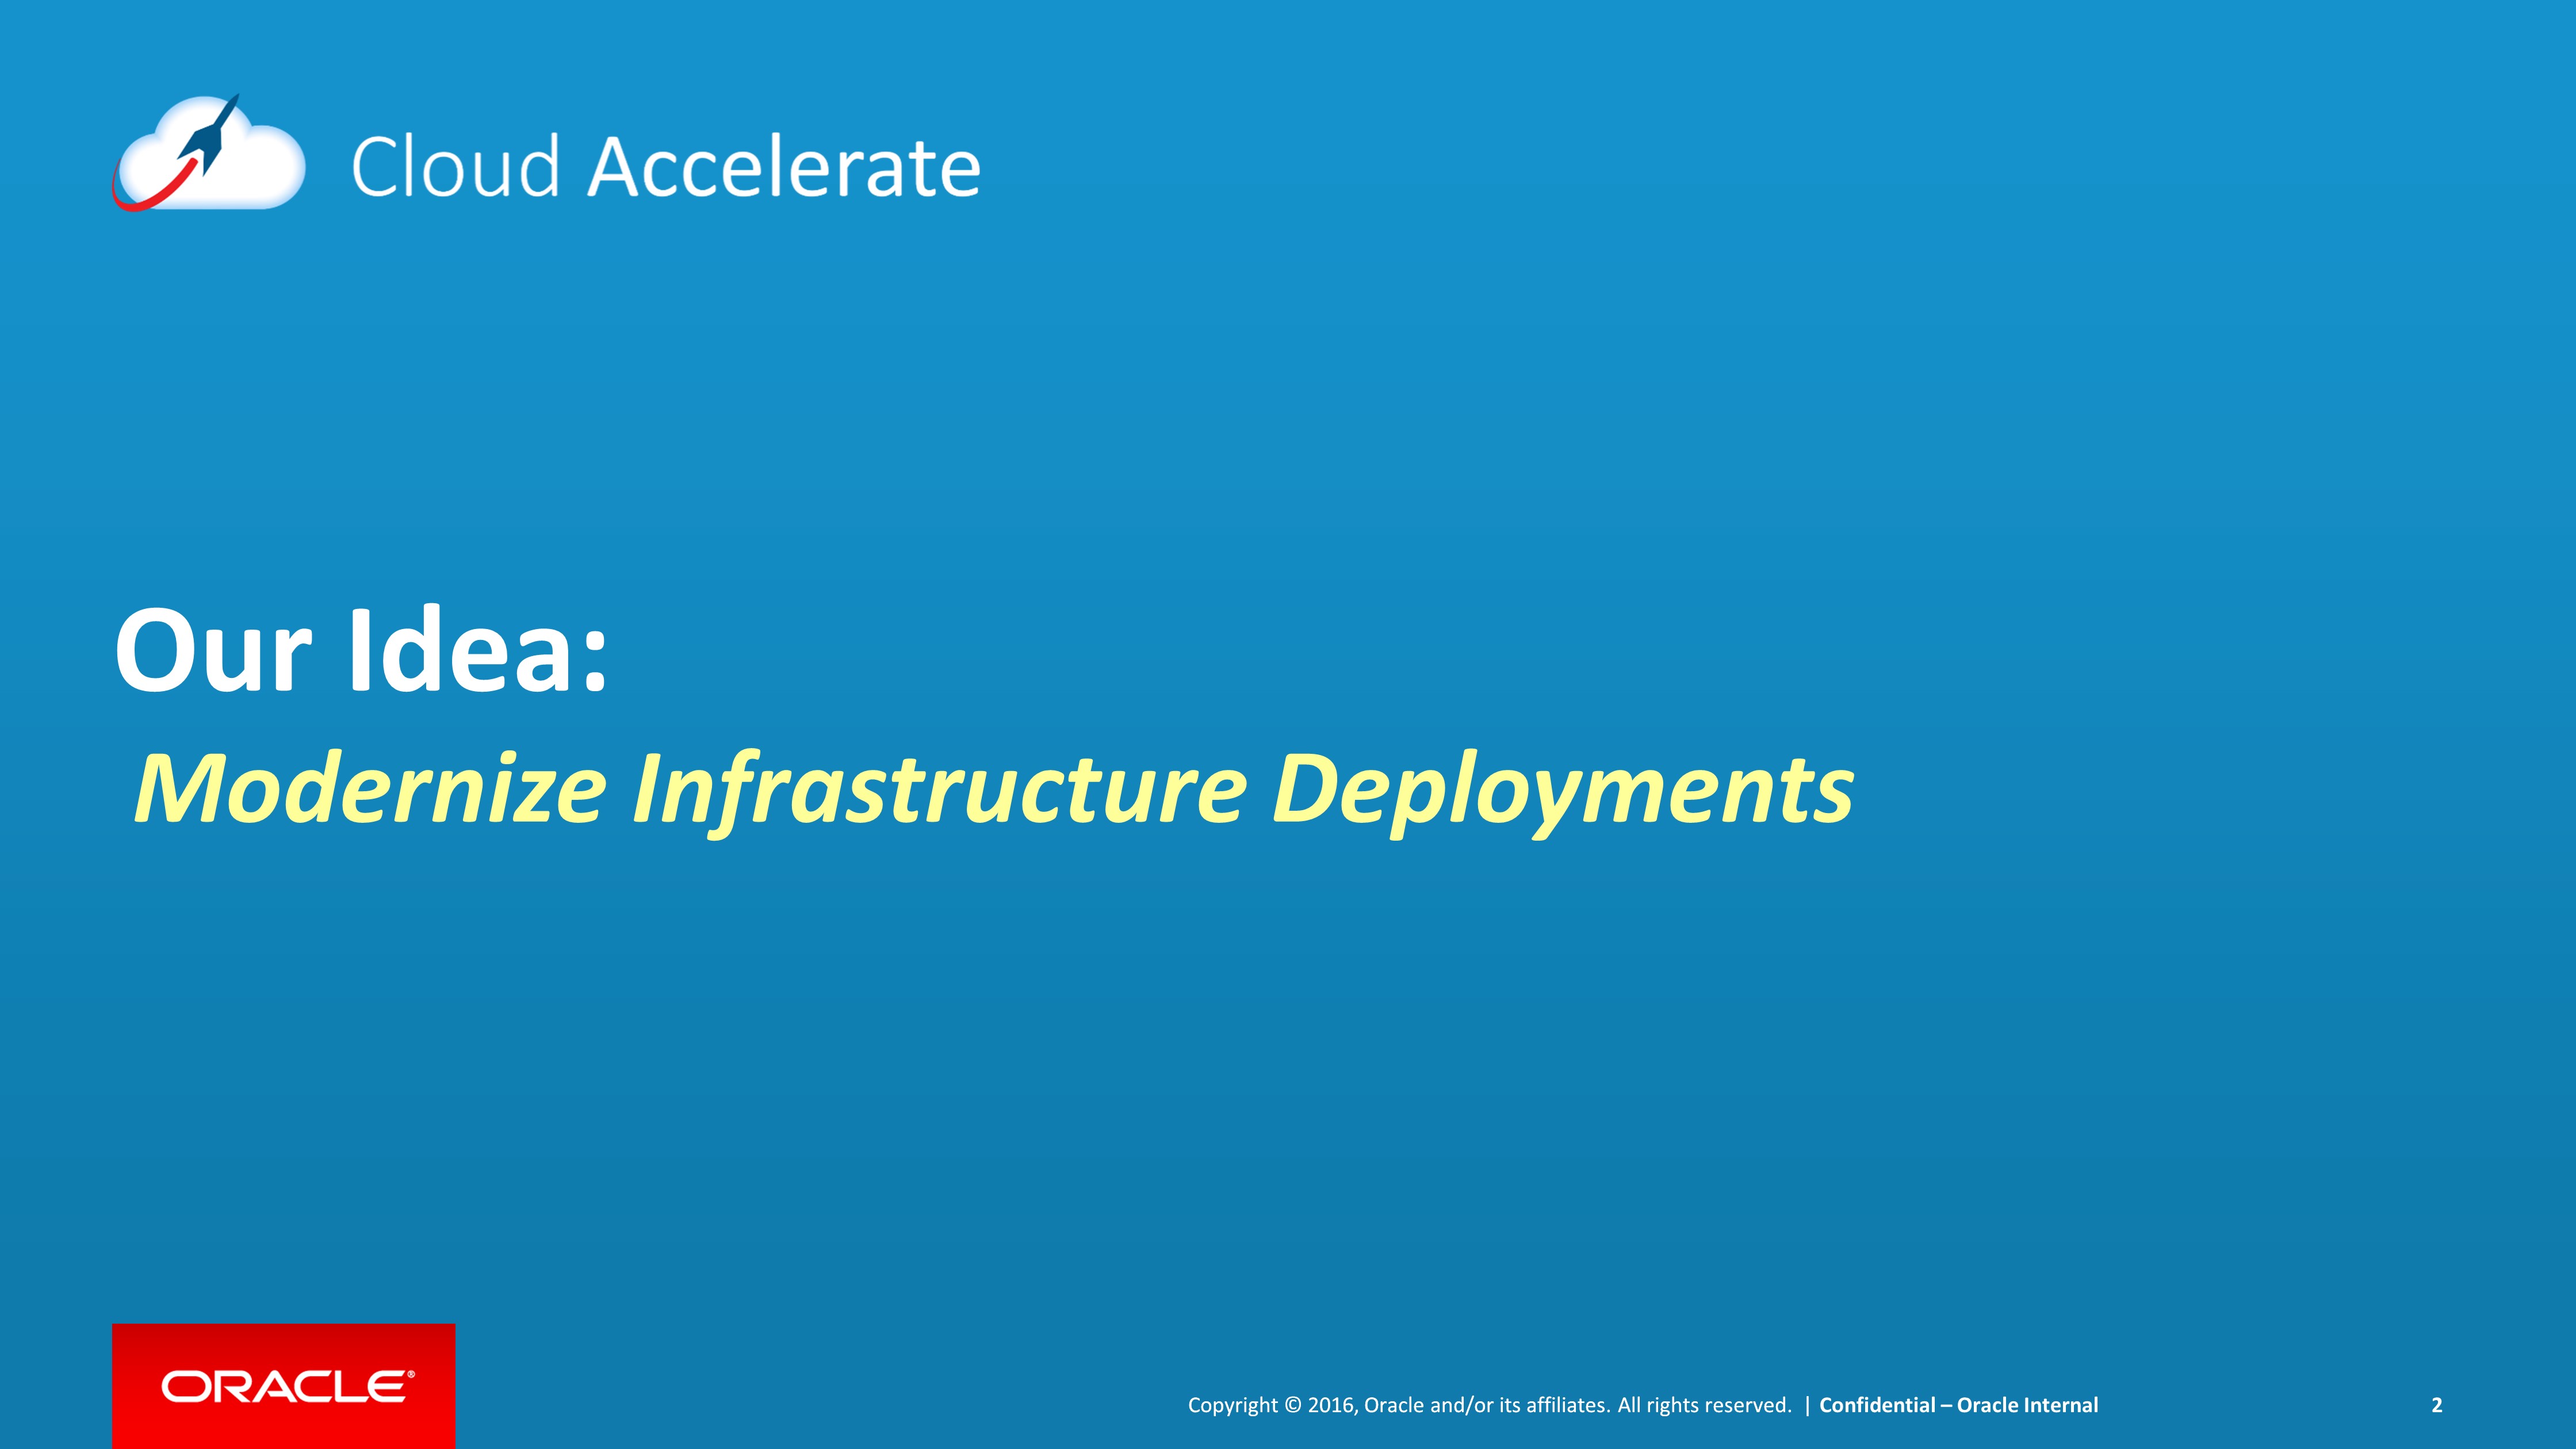 Cloud Accelerate
Our Idea:
Modernize Infrastructure Deployments
ORACLE®
Copyright © 2016, Oracle and/or its affiliates. All rights reserved. | Confidential – Oracle Internal 2